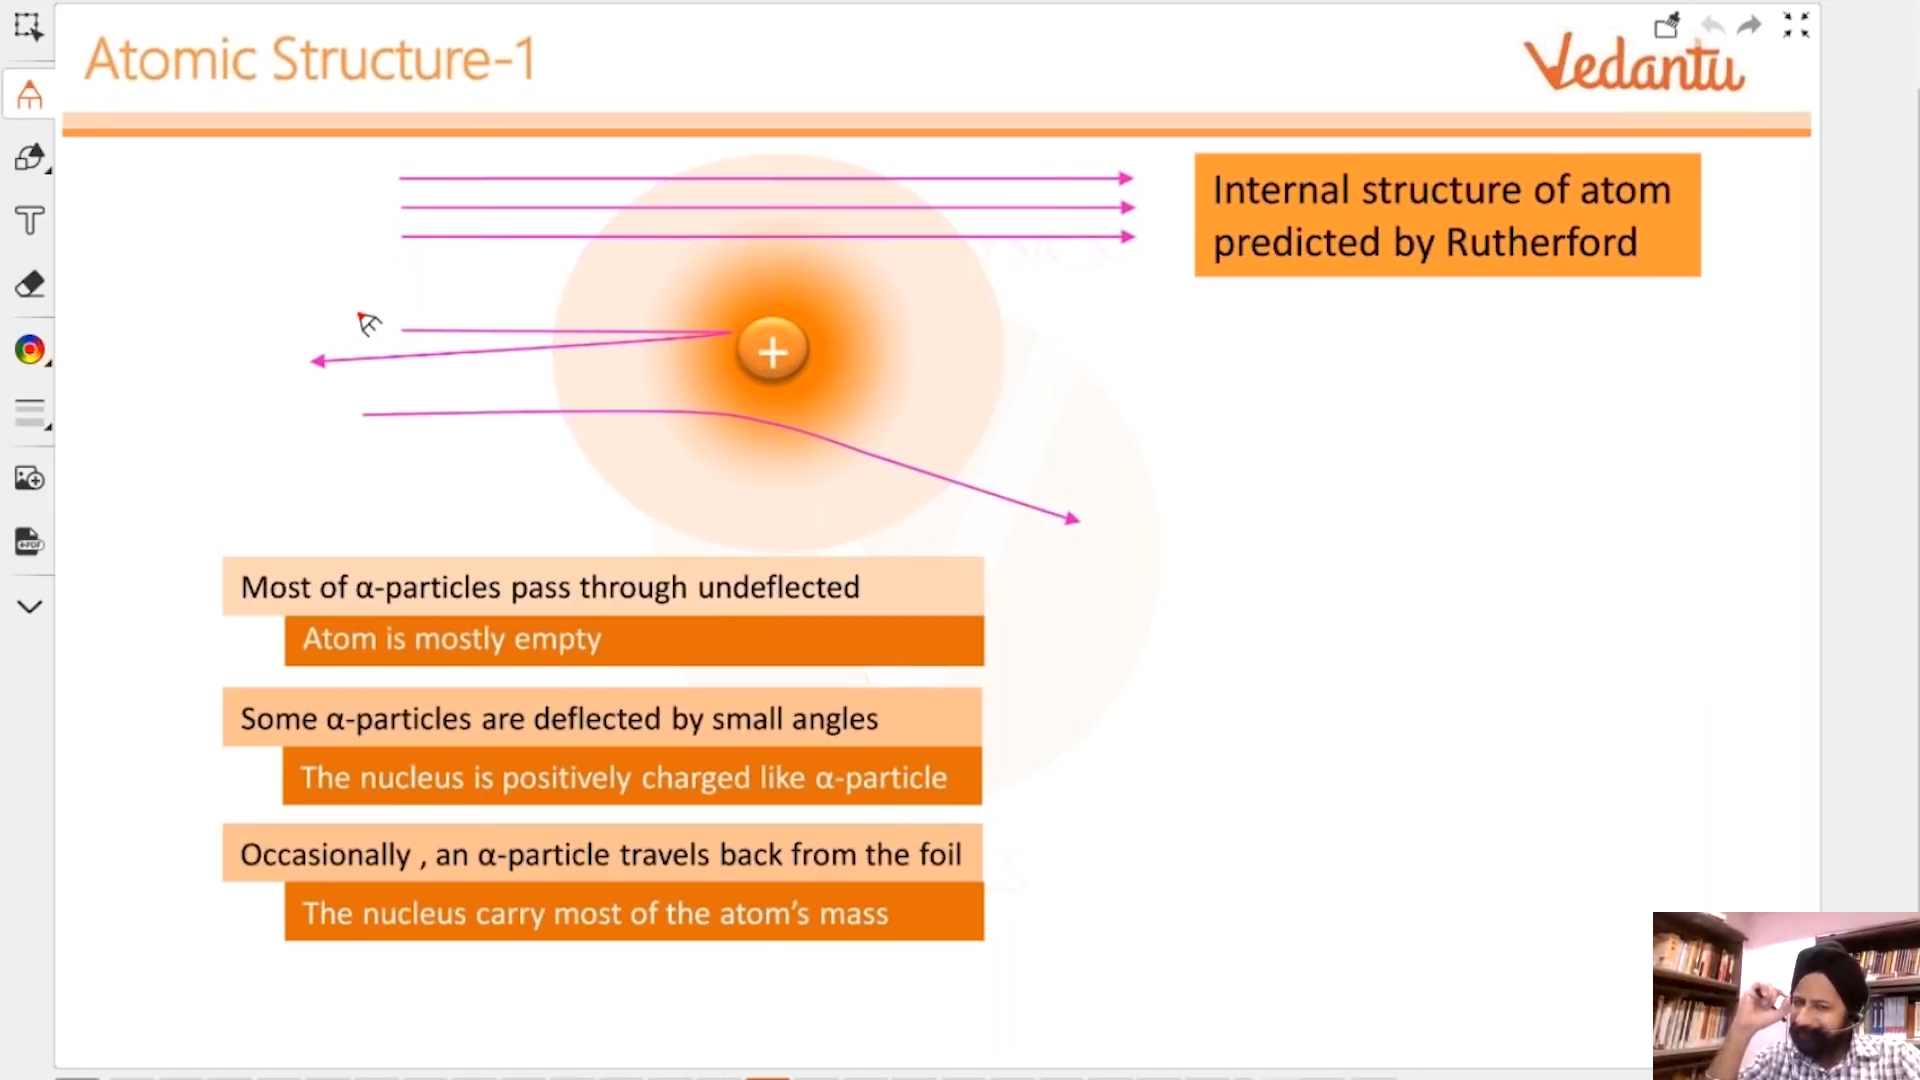 Atomic Structure-1
Vedantu
Internal structure of atom
predicted by Rutherford
+
Most of α-particles pass through undeflected
Atom is mostly empty
Some α-particles are deflected by small angles
The nucleus is positively charged like α-particle
Occasionally , an α-particle travels back from the foil
The nucleus carry most of the atom’s mass